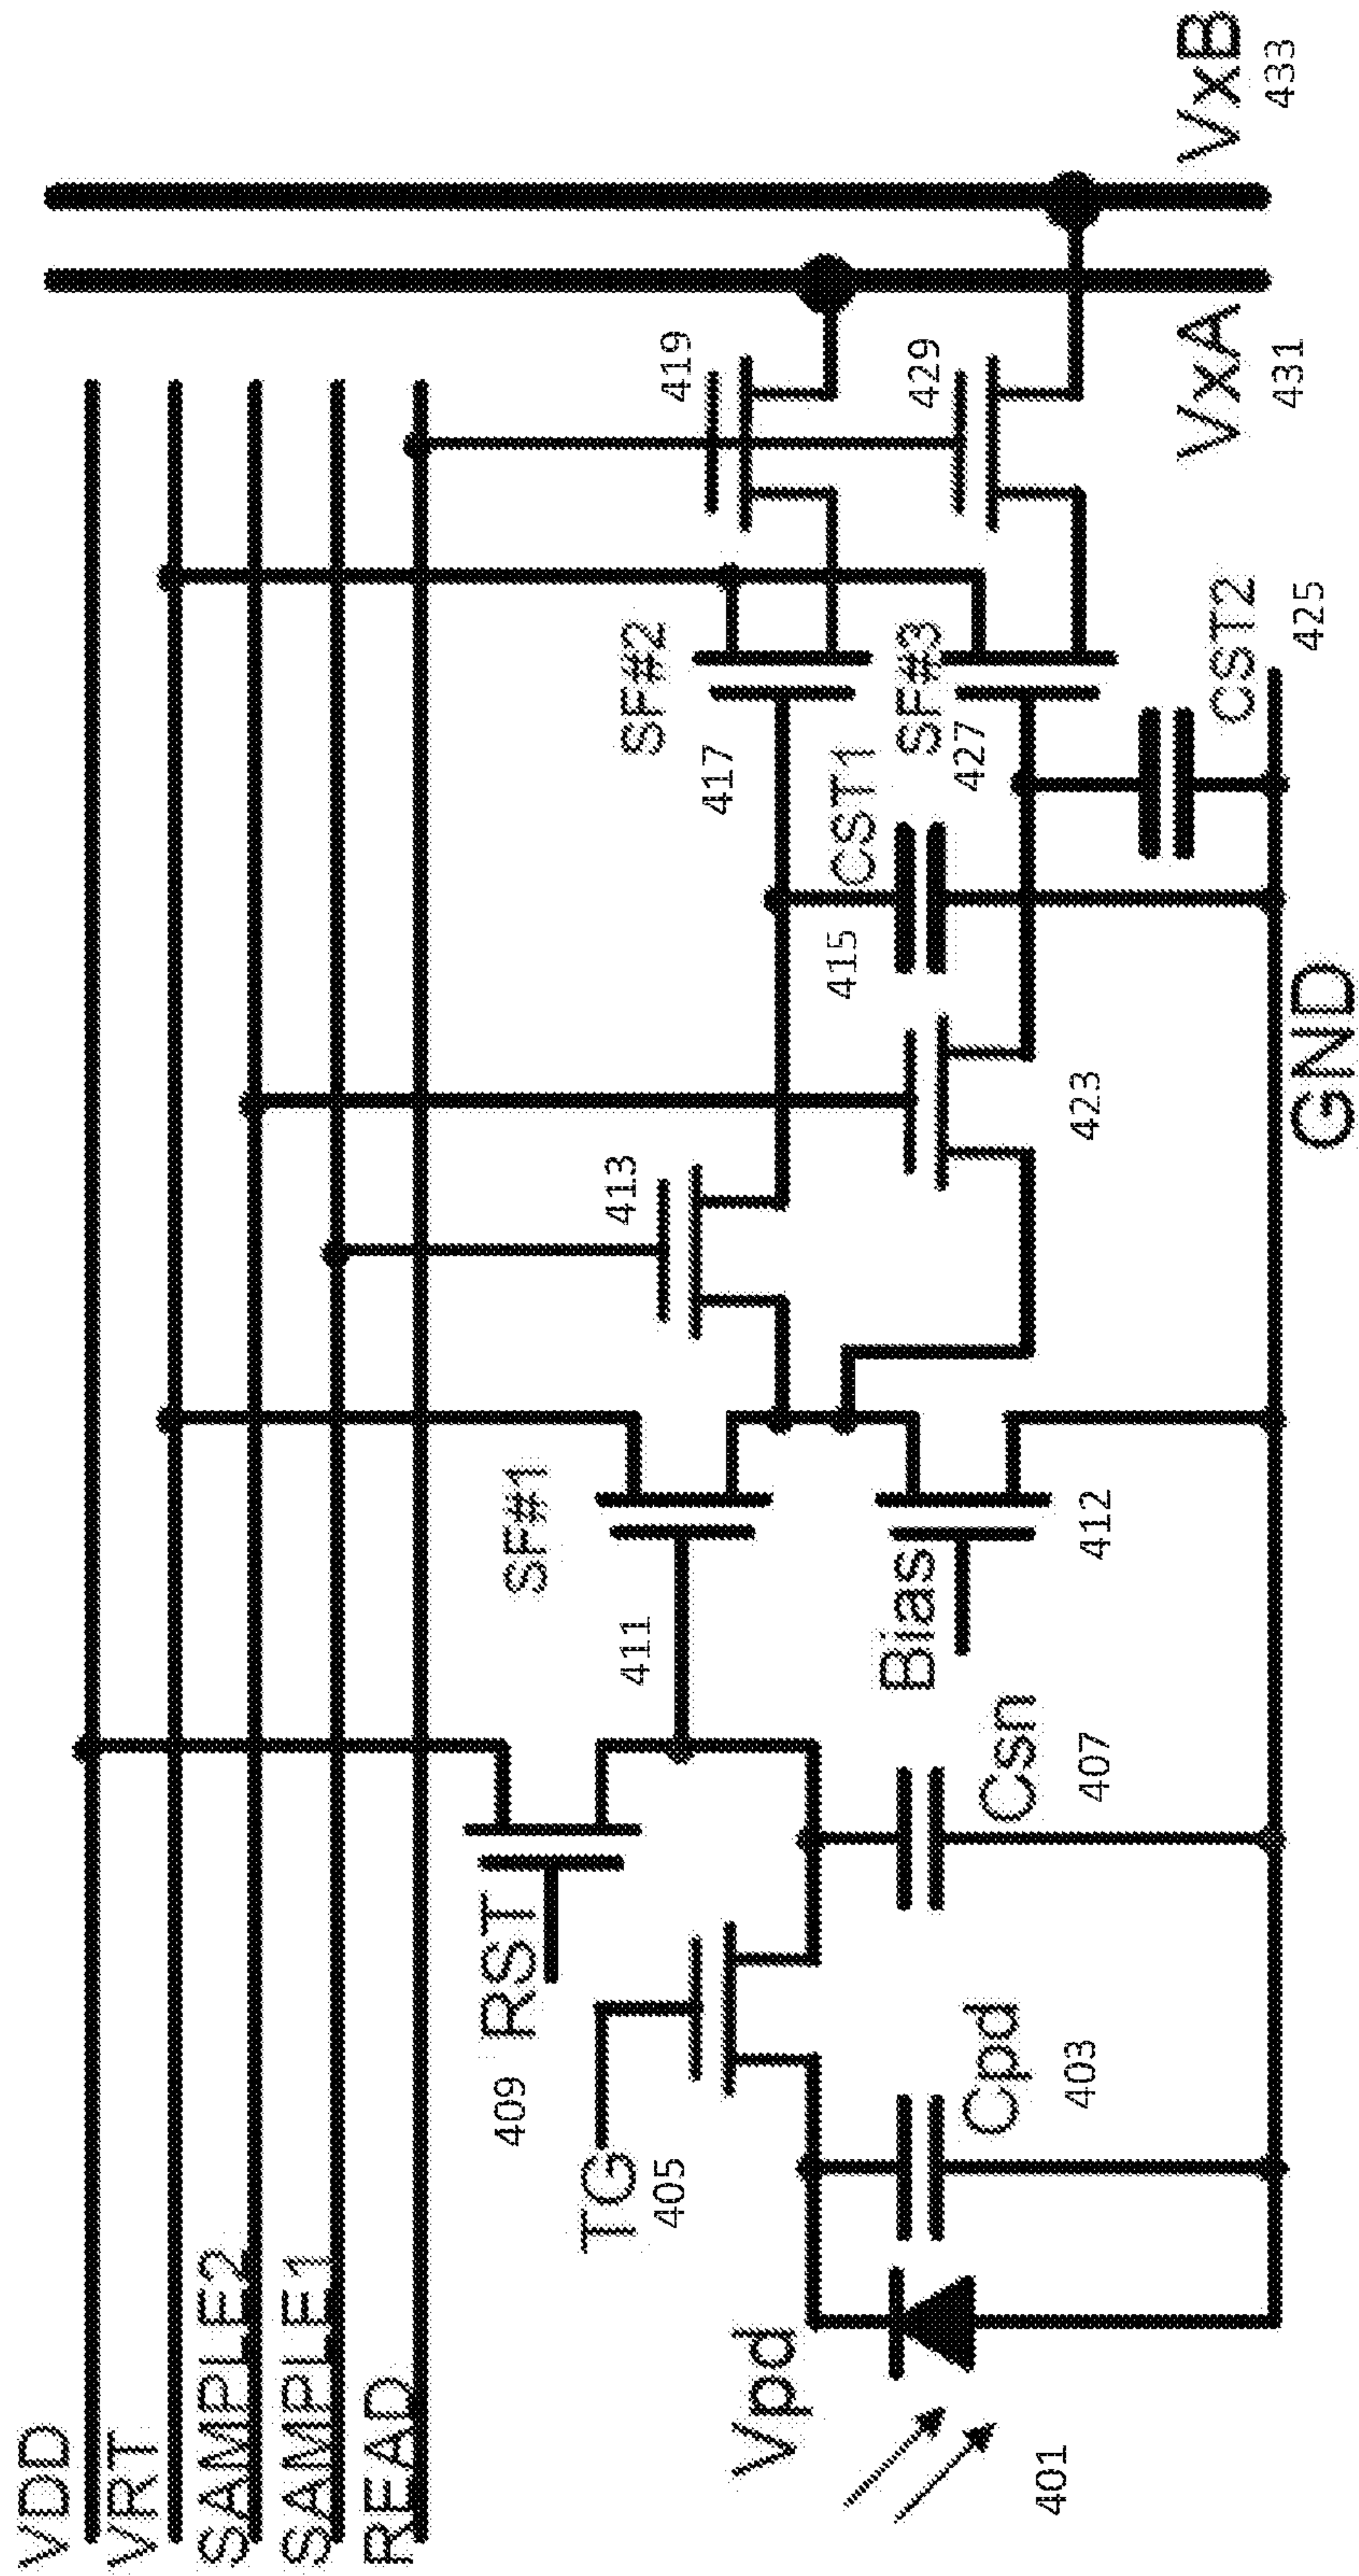 VDD
VRT
SAMPLE2
SAMPLE1
READ
RST
409
TG
405
Vpd
401
Cpd
403
Csn
407
SF#1
411
Bias
412
413
423
SF#2
417
CST1
415
SF#3
427
CST2
425
419
429
GND
VxA
431
VxB
433